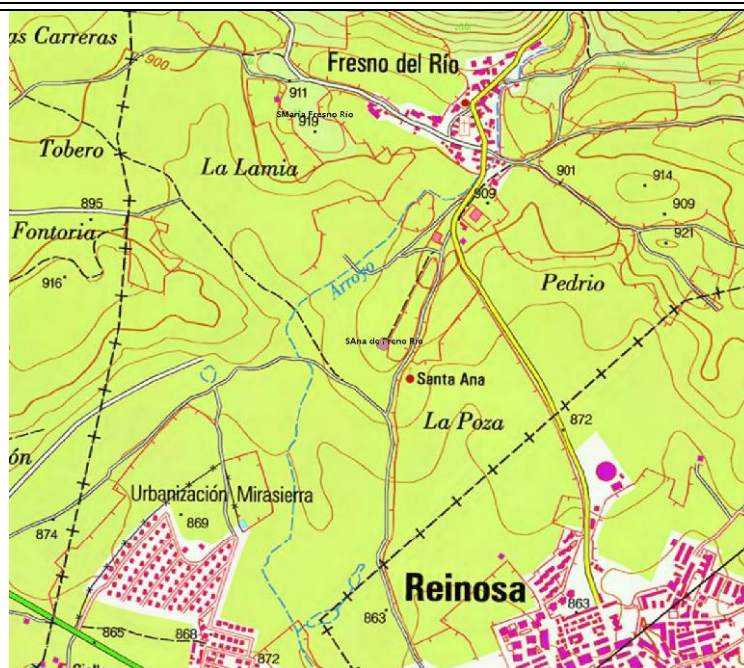 as Carreras
900
Fresno del Río
911
SMaría Fresno Río
919
Tobero
La Lamia
901
914
895
909
909
Fontoria
921
916
Arroyo
Pedrio
SAna de Freno Río
Santa Ana
La Poza
872
ón
Urbanización Mirasierra
869
874
Reinosa
863
863
865
868
872